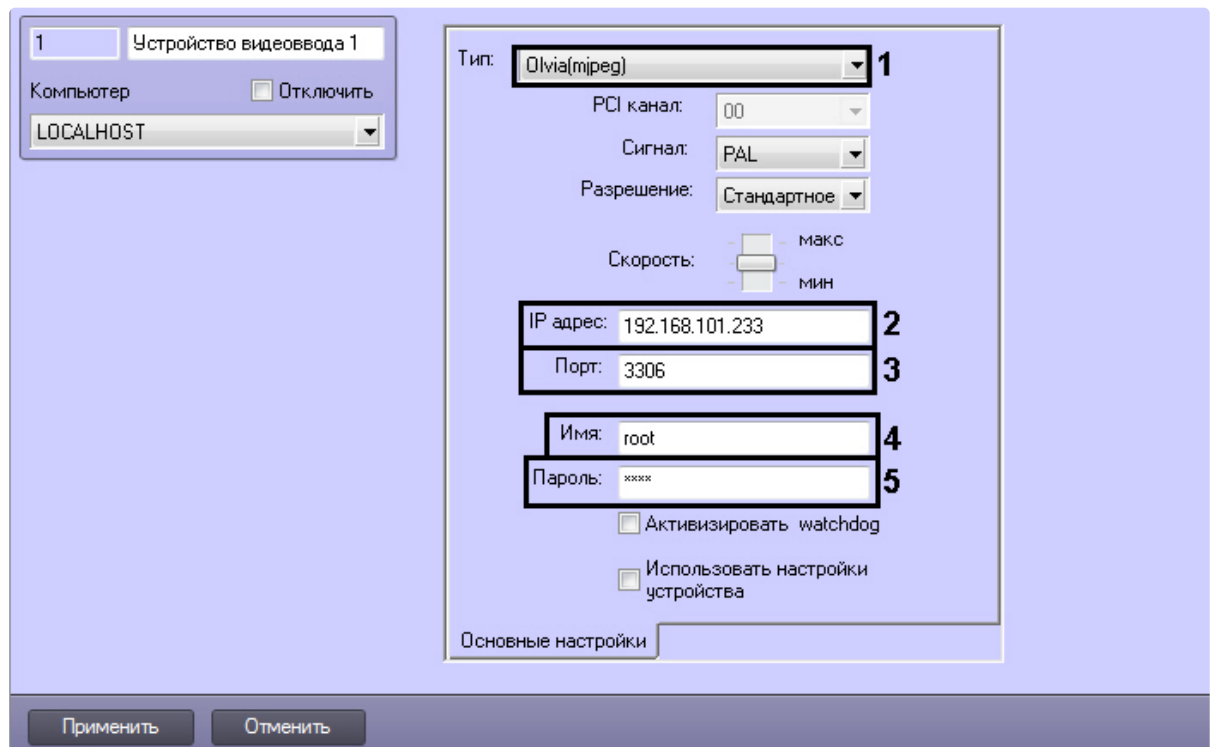 1 Устройство видеоввода 1
Компьютер Отключить
LOCALHOST
Тип: Olvia(mjpeg) 1
PCI канал: 00
Сигнал: PAL
Разрешение: Стандартное
макс
Скорость:
мин
IP адрес: 192.168.101.233 2
Порт: 3306 3
Имя: root 4
Пароль: ×××× 5
Активизировать watchdog
Использовать настройки
устройства
Основные настройки
Применить Отменить